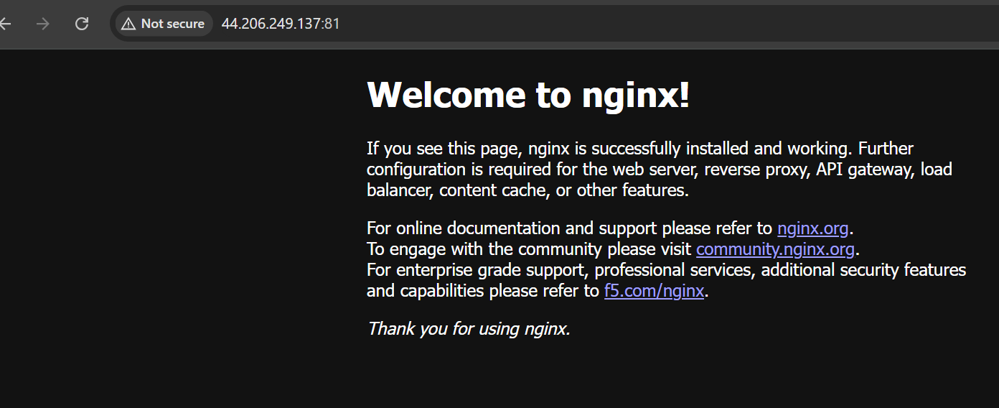 Not secure 44.206.249.137:81
Welcome to nginx!
If you see this page, nginx is successfully installed and working. Further
configuration is required for the web server, reverse proxy, API gateway, load
balancer, content cache, or other features.
For online documentation and support please refer to nginx.org.
To engage with the community please visit community.nginx.org.
For enterprise grade support, professional services, additional security features
and capabilities please refer to f5.com/nginx.
Thank you for using nginx.